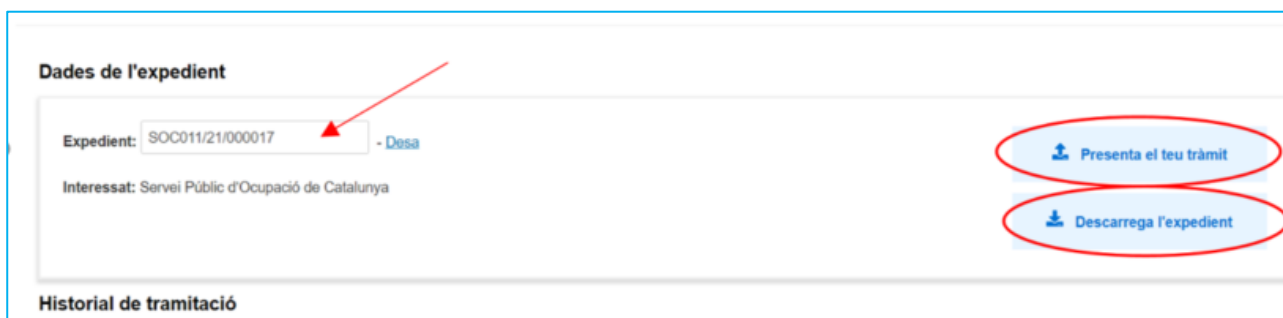 Dades de l'expedient
Expedient: SOC011/21/000017 - Desa
Presenta el teu tràmit
Interessat: Servei Públic d'Ocupació de Catalunya
Descarrega l'expedient
Historial de tramitació